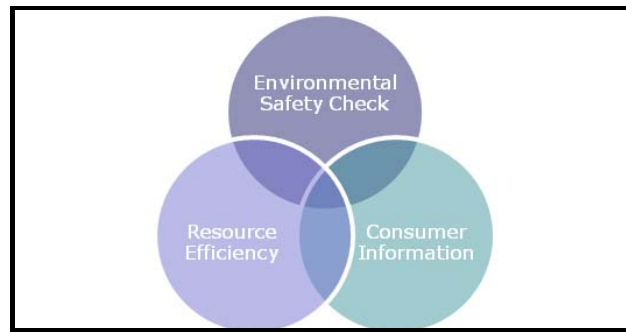 Environmental
Safety Check
Resource
Efficiency
Consumer
Information